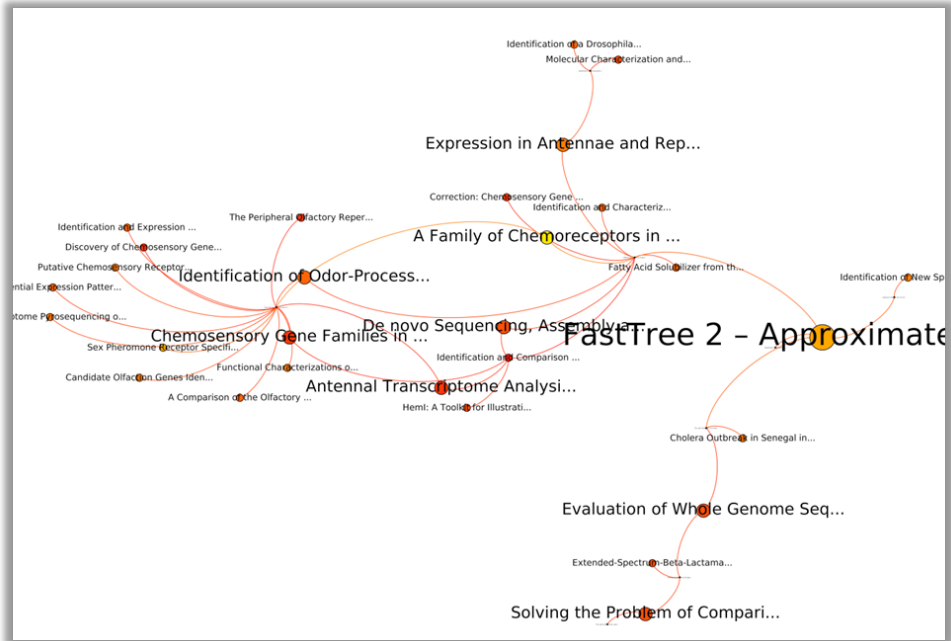 Identification of a Drosophila...
Molecular Characterization and...
Expression in Antennae and Rep...
Correction: Chemosensory Gene ...
Identification and Characteriz...
The Peripheral Olfactory Reper...
Identification and Expression ...
A Family of Chemoreceptors in ...
Discovery of Chemosensory Gene...
Putative Chemosensory Receptor...
Fatty Acid Solubilizer from th...
Identification of Odor-Process...
Identification of New Sp
ential Expression Patter...
tome Pyrosequencing o...
De novo Sequencing, Assembly a...
FastTree 2 – Approximate
Chemosensory Gene Families in ...
Sex Pheromone Receptor Specifi...
Identification and Comparison ...
Functional Characterizations o...
Candidate Olfaction Genes Iden...
Antennal Transcriptome Analysi...
A Comparison of the Olfactory ...
HemI: A Toolkit for Illustrati...
Cholera Outbreak in Senegal in...
Evaluation of Whole Genome Seq...
Extended-Spectrum-Beta-Lactama...
Solving the Problem of Compari...